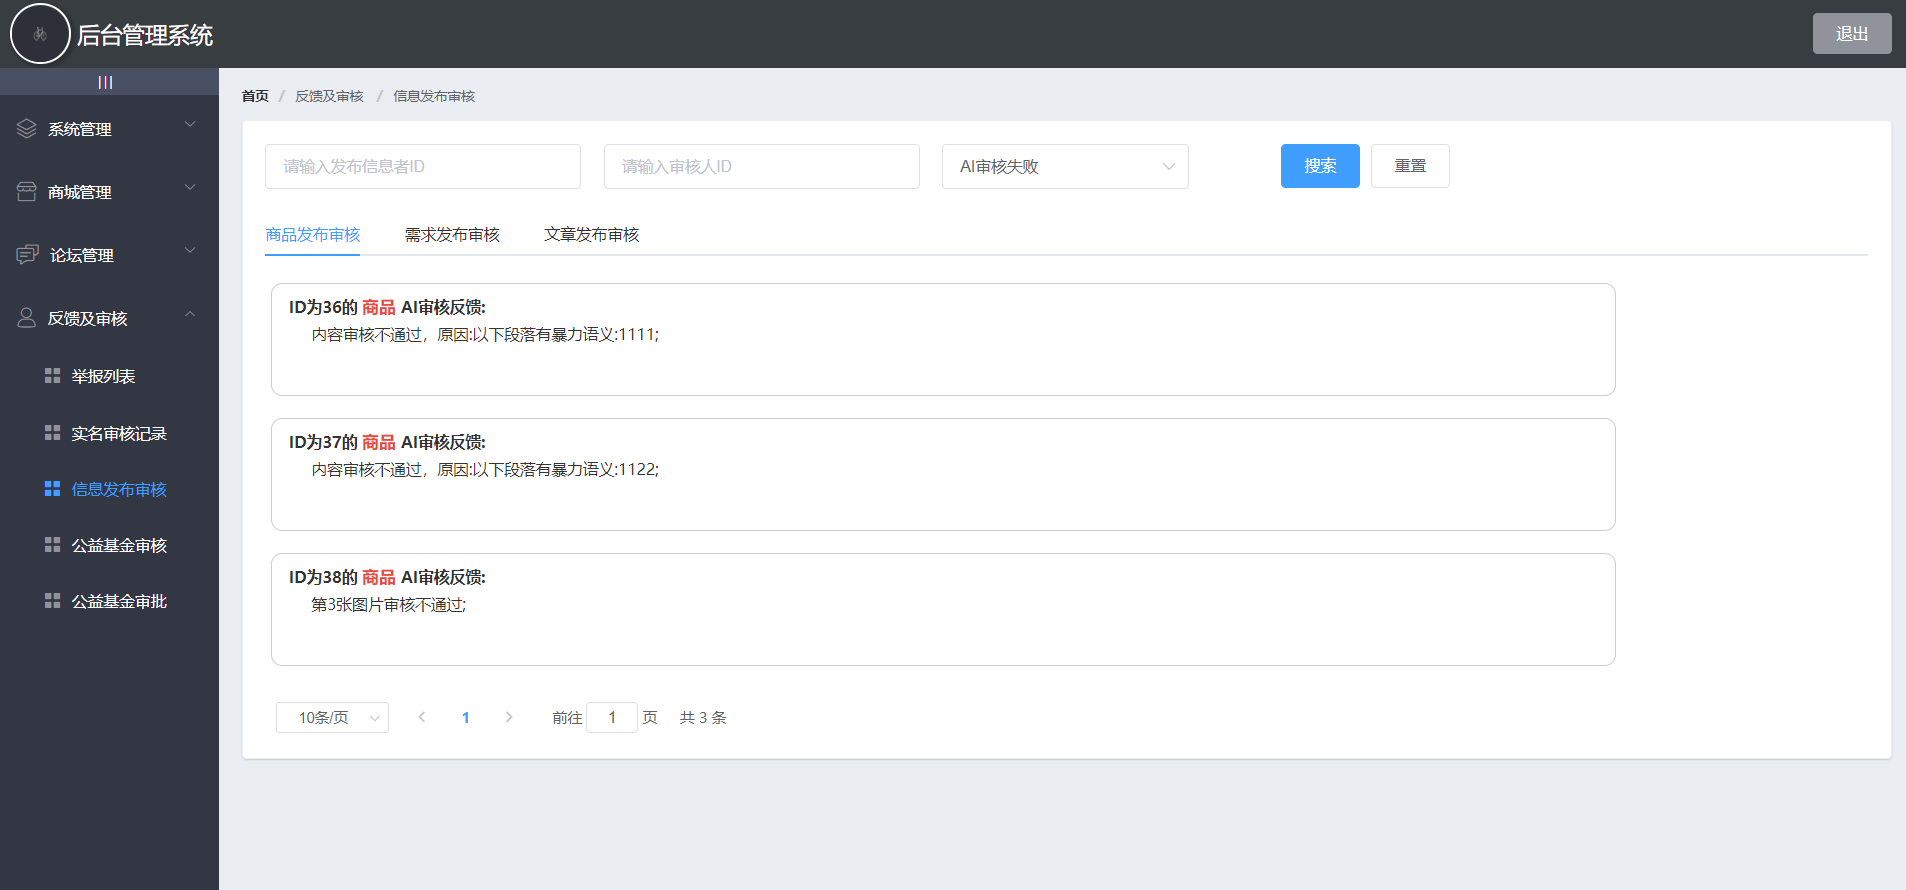 后台管理系统
退出
系统管理
商城管理
论坛管理
反馈及审核
举报列表
实名审核记录
信息发布审核
公益基金审核
公益基金审批
首页 / 反馈及审核 / 信息发布审核
请输入发布信息者ID 请输入审核人ID AI审核失败 搜索 重置
商品发布审核 需求发布审核 文章发布审核
ID为36的 商品 AI审核反馈:
内容审核不通过，原因:以下段落有暴力语义:1111;
ID为37的 商品 AI审核反馈:
内容审核不通过，原因:以下段落有暴力语义:1122;
ID为38的 商品 AI审核反馈:
第3张图片审核不通过;
10条/页 1 前往 1 页 共 3 条